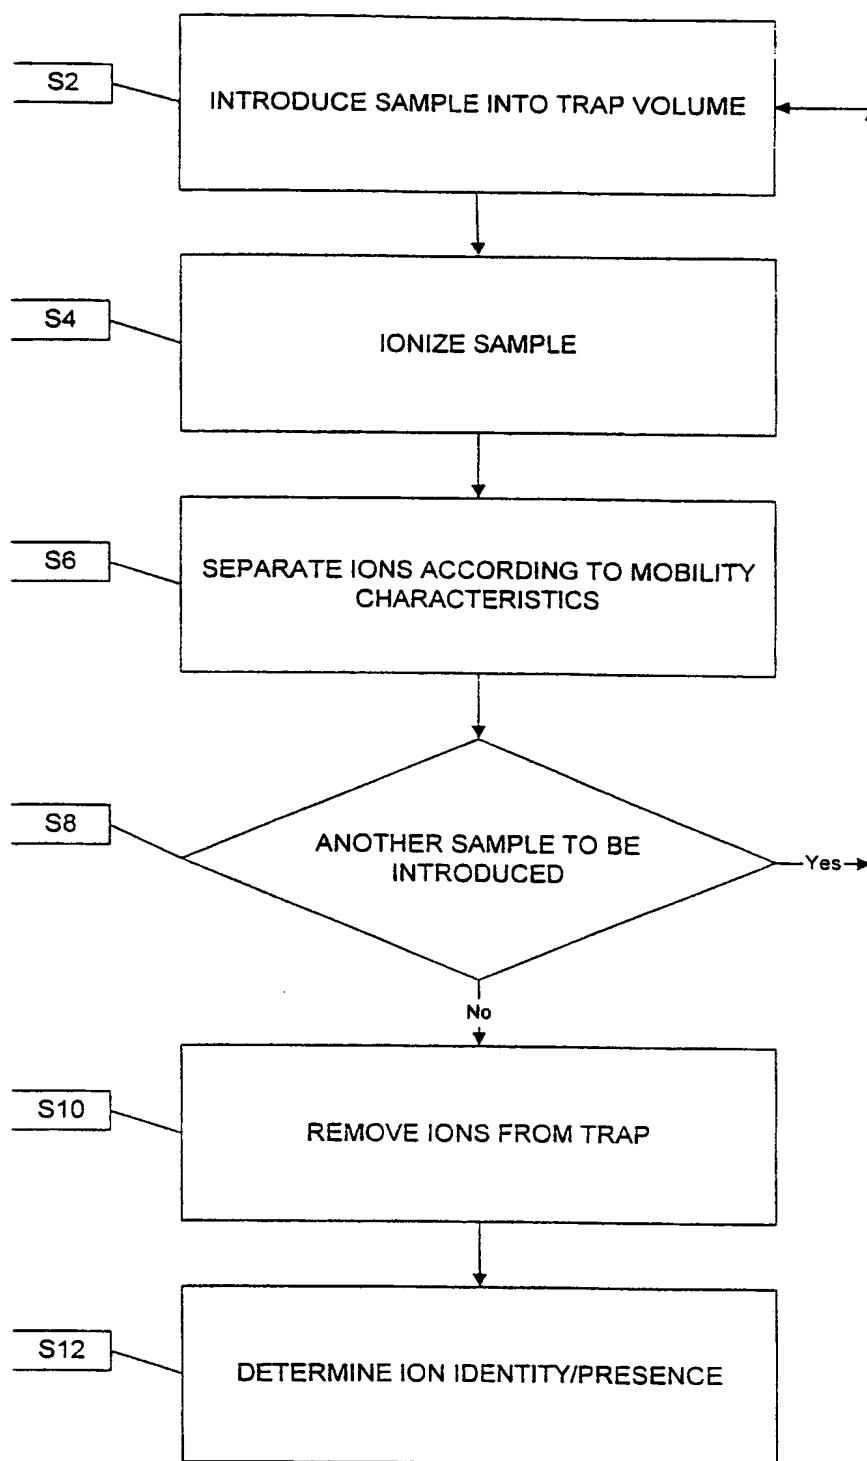 S2
INTRODUCE SAMPLE INTO TRAP VOLUME
S4
IONIZE SAMPLE
S6
SEPARATE IONS ACCORDING TO MOBILITY
CHARACTERISTICS
S8
ANOTHER SAMPLE TO BE
INTRODUCED
Yes
No
S10
REMOVE IONS FROM TRAP
S12
DETERMINE ION IDENTITY/PRESENCE